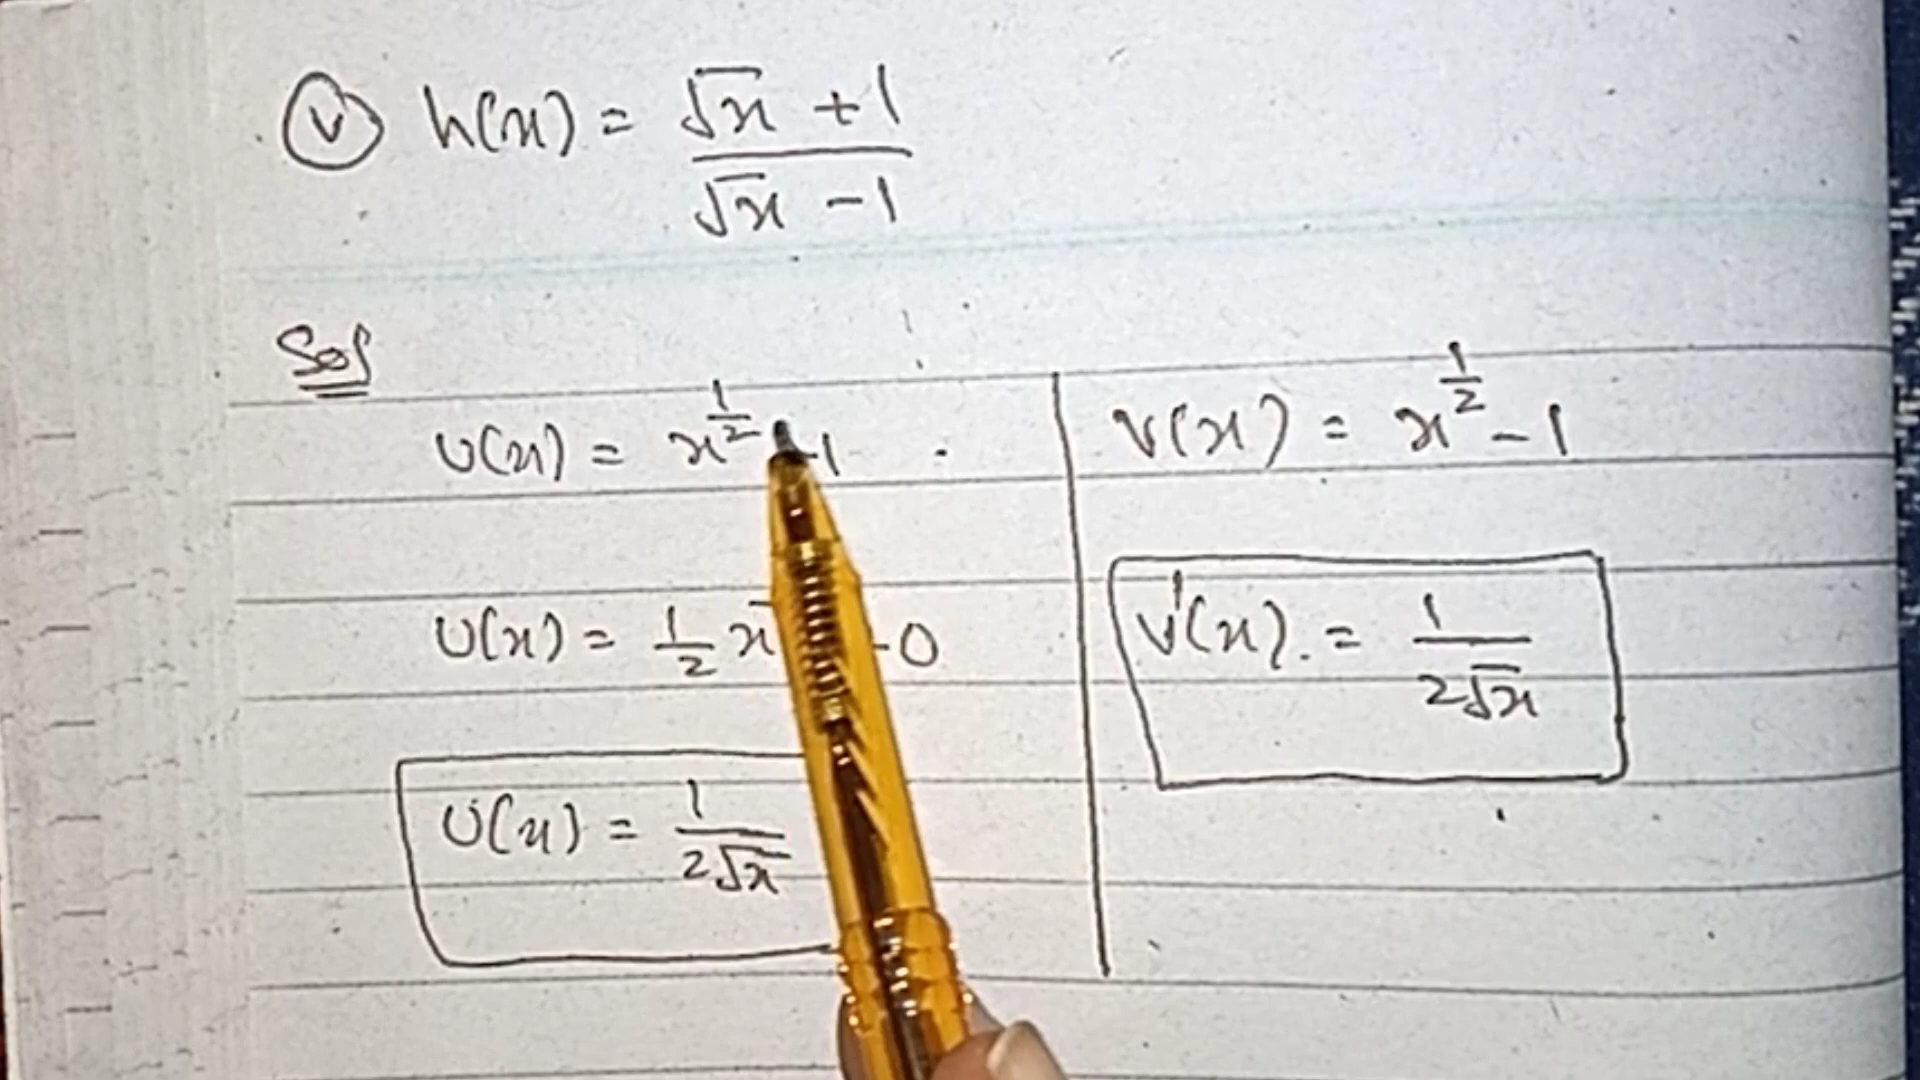 (v) h(x) = (√x + 1) / (√x - 1)
Sol
U(x) = x^(1/2) 1
U(x) = 1/2 x - 0
U(x) = 1 / (2√x)
V(x) = x^(1/2) - 1
V'(x) = 1 / (2√x)